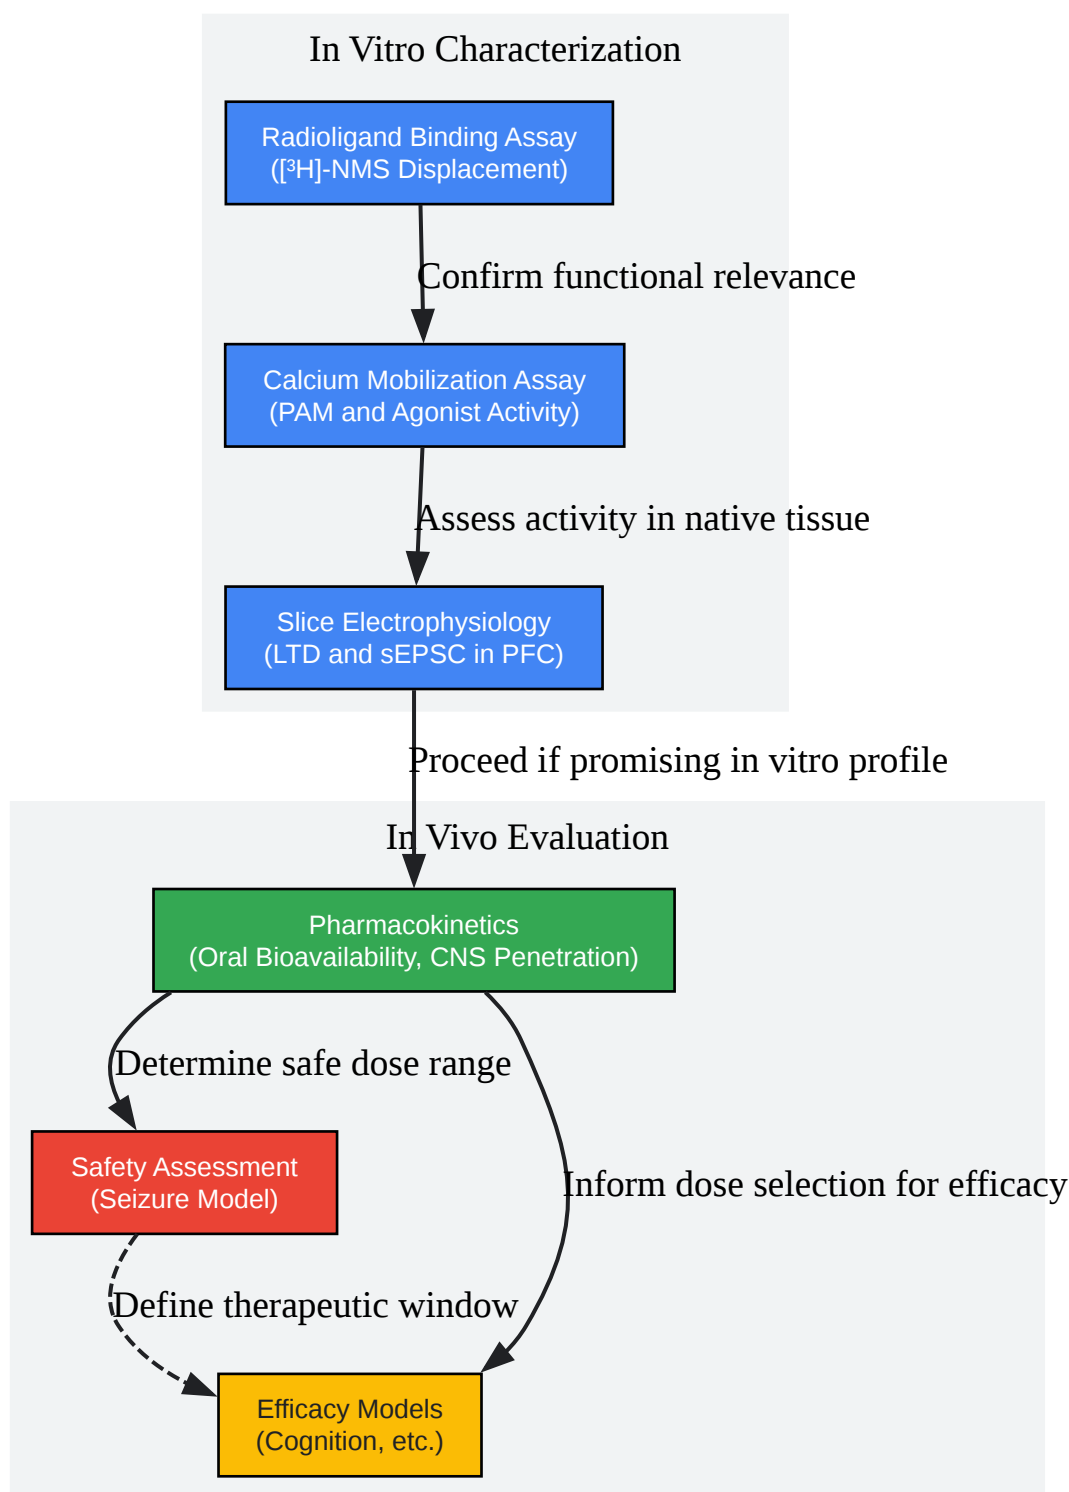 In Vitro Characterization
Radioligand Binding Assay
([³H]-NMS Displacement)
Confirm functional relevance
Calcium Mobilization Assay
(PAM and Agonist Activity)
Assess activity in native tissue
Slice Electrophysiology
(LTD and sEPSC in PFC)
Proceed if promising in vitro profile
In Vivo Evaluation
Pharmacokinetics
(Oral Bioavailability, CNS Penetration)
Determine safe dose range
Safety Assessment
(Seizure Model)
Inform dose selection for efficacy
Define therapeutic window
Efficacy Models
(Cognition, etc.)